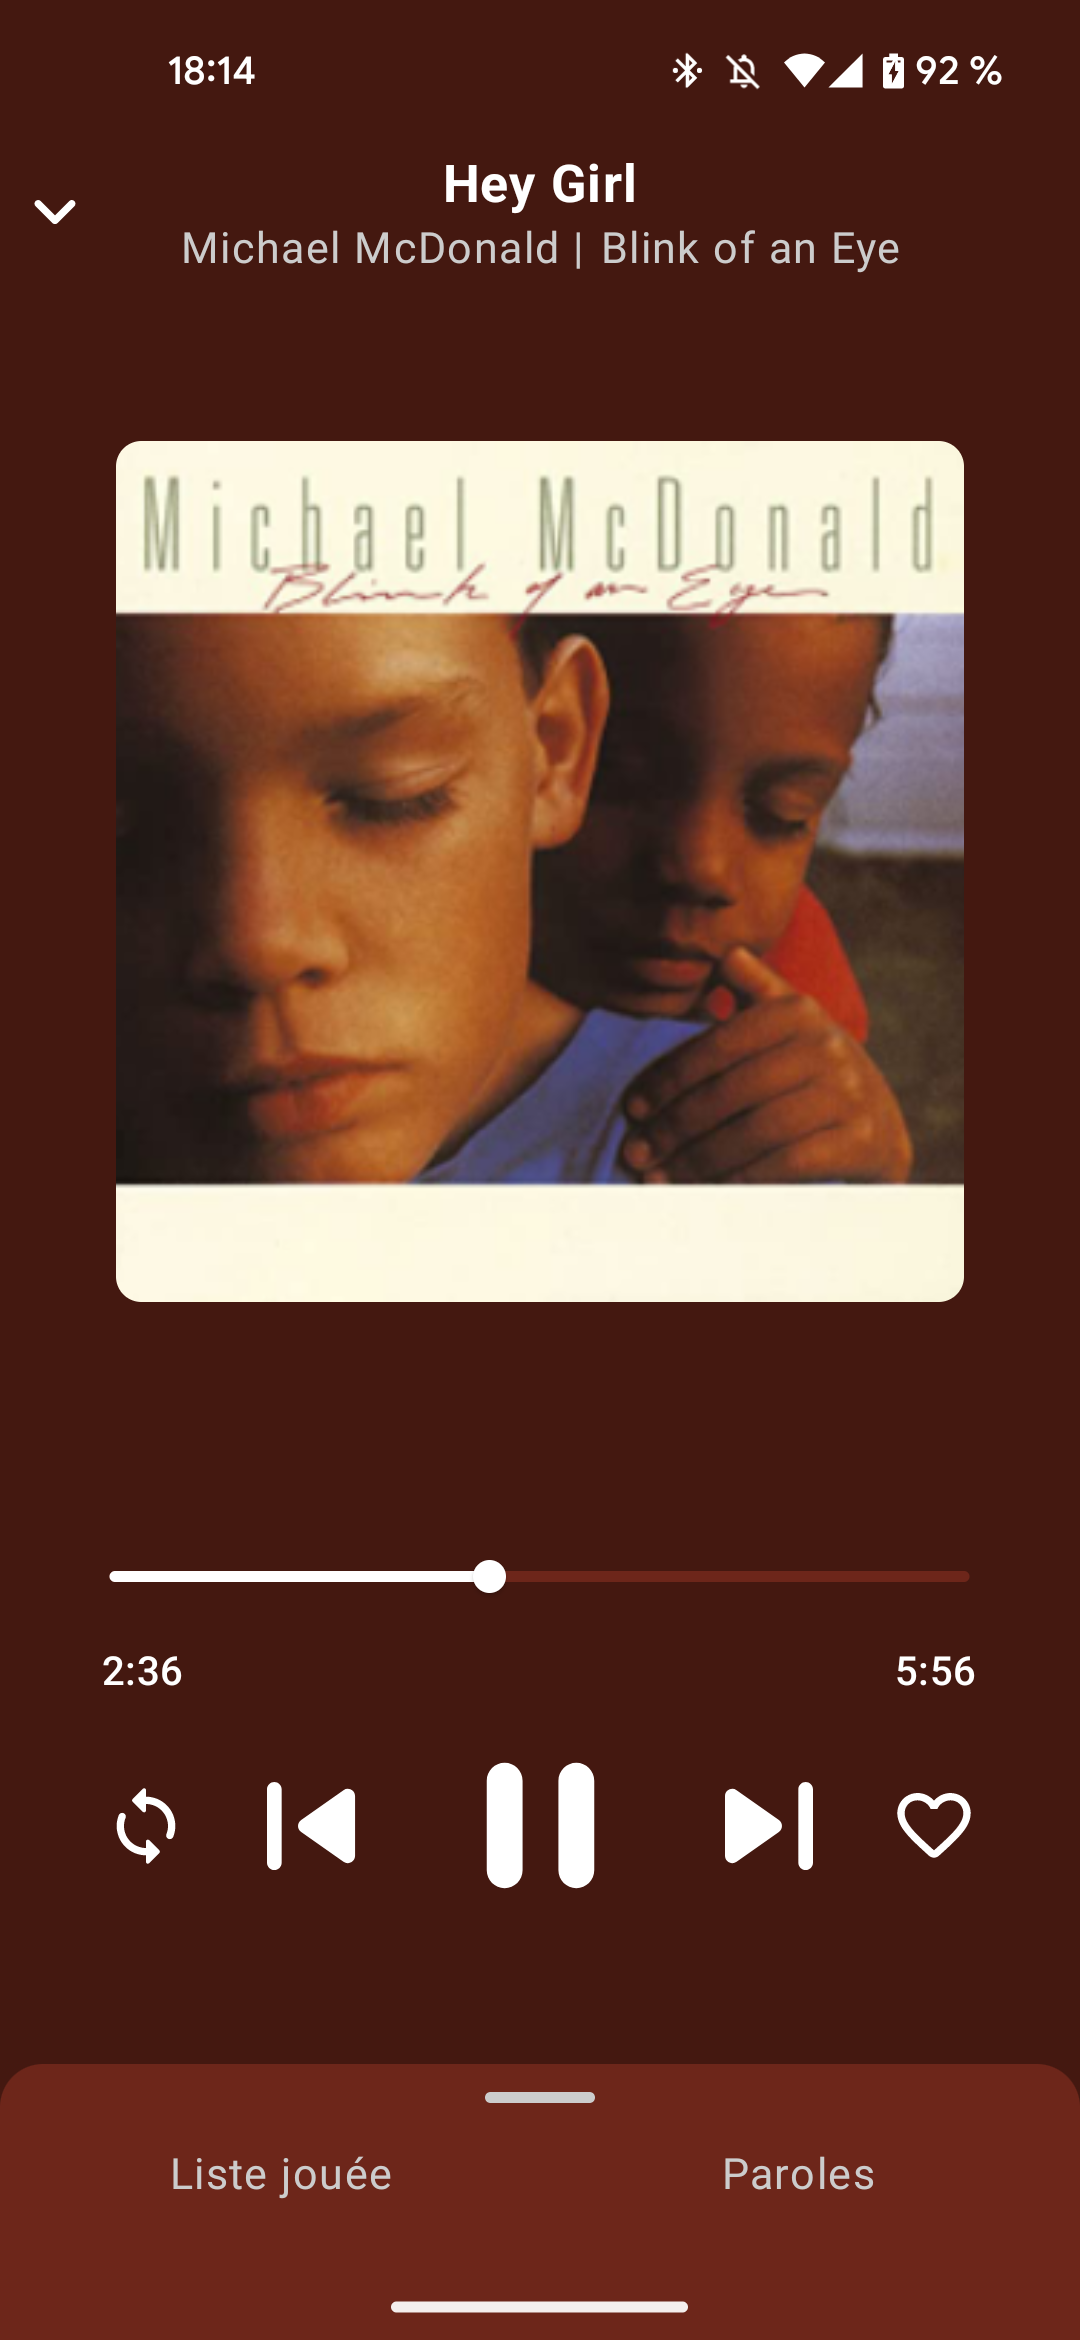 18:14 92 %
Hey Girl
Michael McDonald | Blink of an Eye
Michael McDonald
Blink of an Eye
2:36 5:56
Liste jouée Paroles